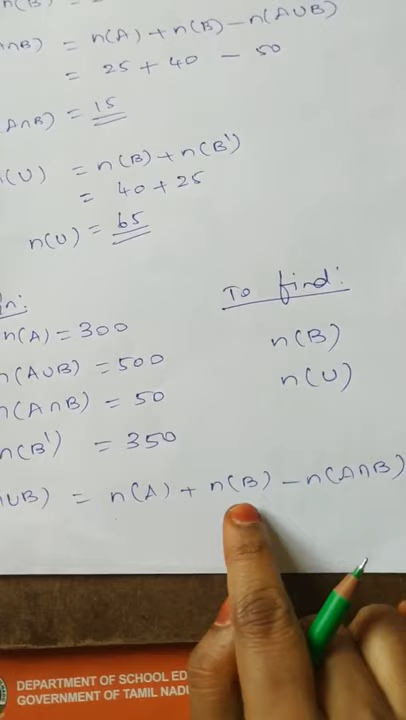 n(B) =
∩B) = n(A) + n(B) - n(A∪B)
= 25 + 40 - 50
A∩B) = 15
(U) = n(B) + n(B')
= 40 + 25
n(U) = 65
n:
To find:
n(A) = 300
n(B)
n(A∪B) = 500
n(U)
n(A∩B) = 50
n(B') = 350
∪B) = n(A) + n(B) - n(A∩B)
DEPARTMENT OF SCHOOL ED
GOVERNMENT OF TAMIL NADU